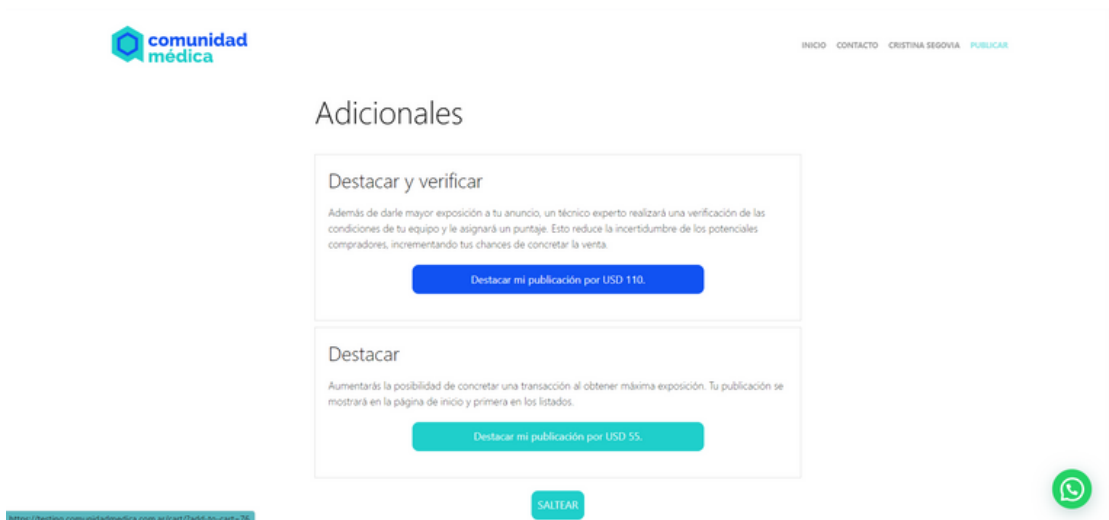 comunidad
médica
INICIO CONTACTO CRISTINA SEGOVIA PUBLICAR
Adicionales
Destacar y verificar
Además de darle mayor exposición a tu anuncio, un técnico experto realizará una verificación de las
condiciones de tu equipo y le asignará un puntaje. Esto reduce la incertidumbre de los potenciales
compradores, incrementando tus chances de concretar la venta.
Destacar mi publicación por USD 110.
Destacar
Aumentarás la posibilidad de concretar una transacción al obtener máxima exposición. Tu publicación se
mostrará en la página de inicio y primera en los listados.
Destacar mi publicación por USD 55.
SALTEAR